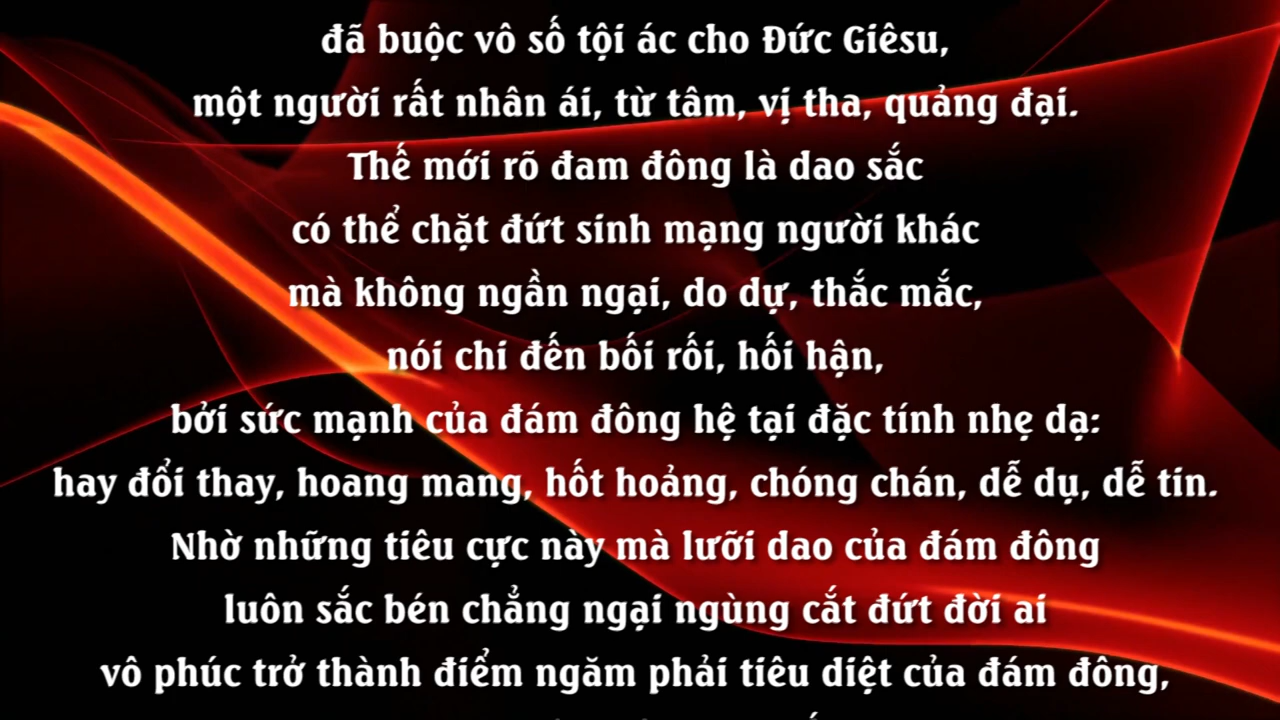 đã buộc vô số tội ác cho Đức Giêsu,
một người rất nhân ái, từ tâm, vị tha, quảng đại.
Thế mới rõ đam đông là dao sắc
có thể chặt đứt sinh mạng người khác
mà không ngần ngại, do dự, thắc mắc,
nói chi đến bối rối, hối hận,
bởi sức mạnh của đám đông hệ tại đặc tính nhẹ dạ:
hay đổi thay, hoang mang, hốt hoảng, chóng chán, dễ dụ, dễ tin.
Nhờ những tiêu cực này mà lưỡi dao của đám đông
luôn sắc bén chẳng ngại ngùng cắt đứt đời ai
vô phúc trở thành điểm ngăm phải tiêu diệt của đám đông,